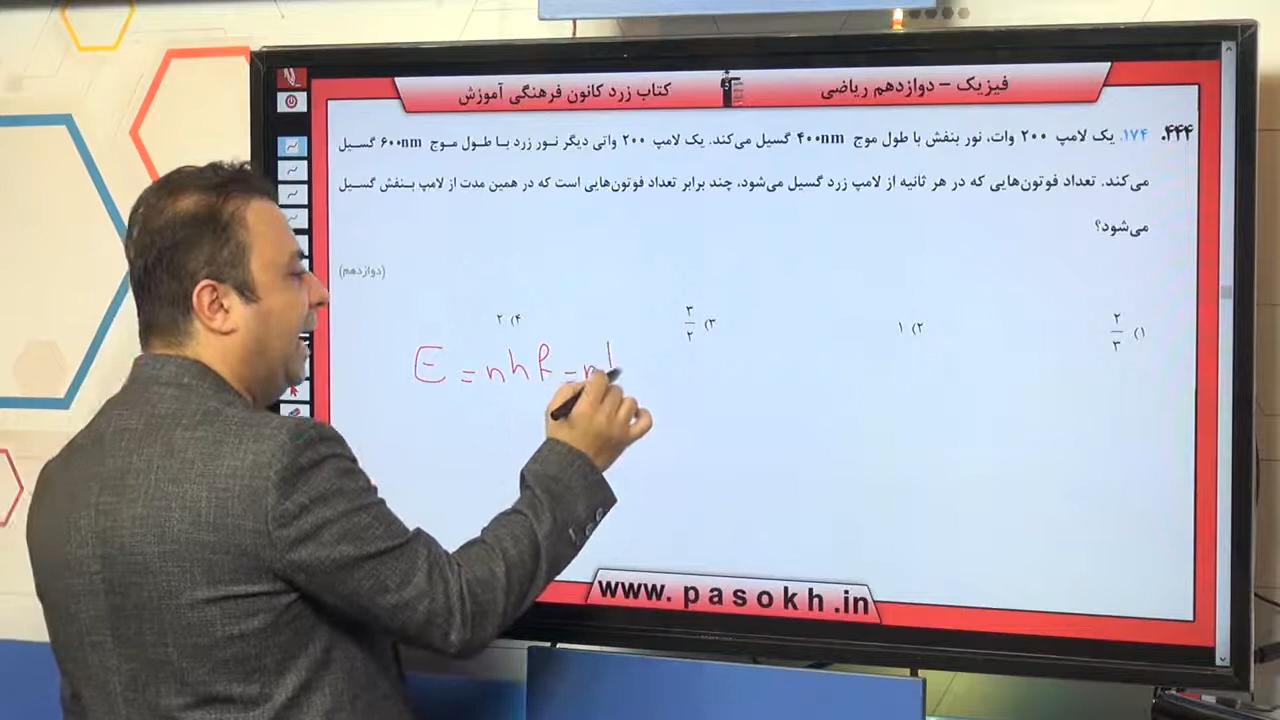 فیزیک – دوازدهم ریاضی
کتاب زرد کانون فرهنگی آموزش
۴۴۴. ۱۷۴. یک لامپ ۲۰۰ وات، نور بنفش با طول موج ۴۰۰nm گسیل می‌کند. یک لامپ ۲۰۰ واتی دیگر نور زرد با طول موج ۶۰۰nm گسیل
می‌کند. تعداد فوتون‌هایی که در هر ثانیه از لامپ زرد گسیل می‌شود، چند برابر تعداد فوتون‌هایی است که در همین مدت از لامپ بنفش گسیل
می‌شود؟
(دوازدهم)
۱) ۲/۳ ۲) ۱ ۳) ۳/۲ ۴) ۲
E = nhf = n
www.pasokh.in